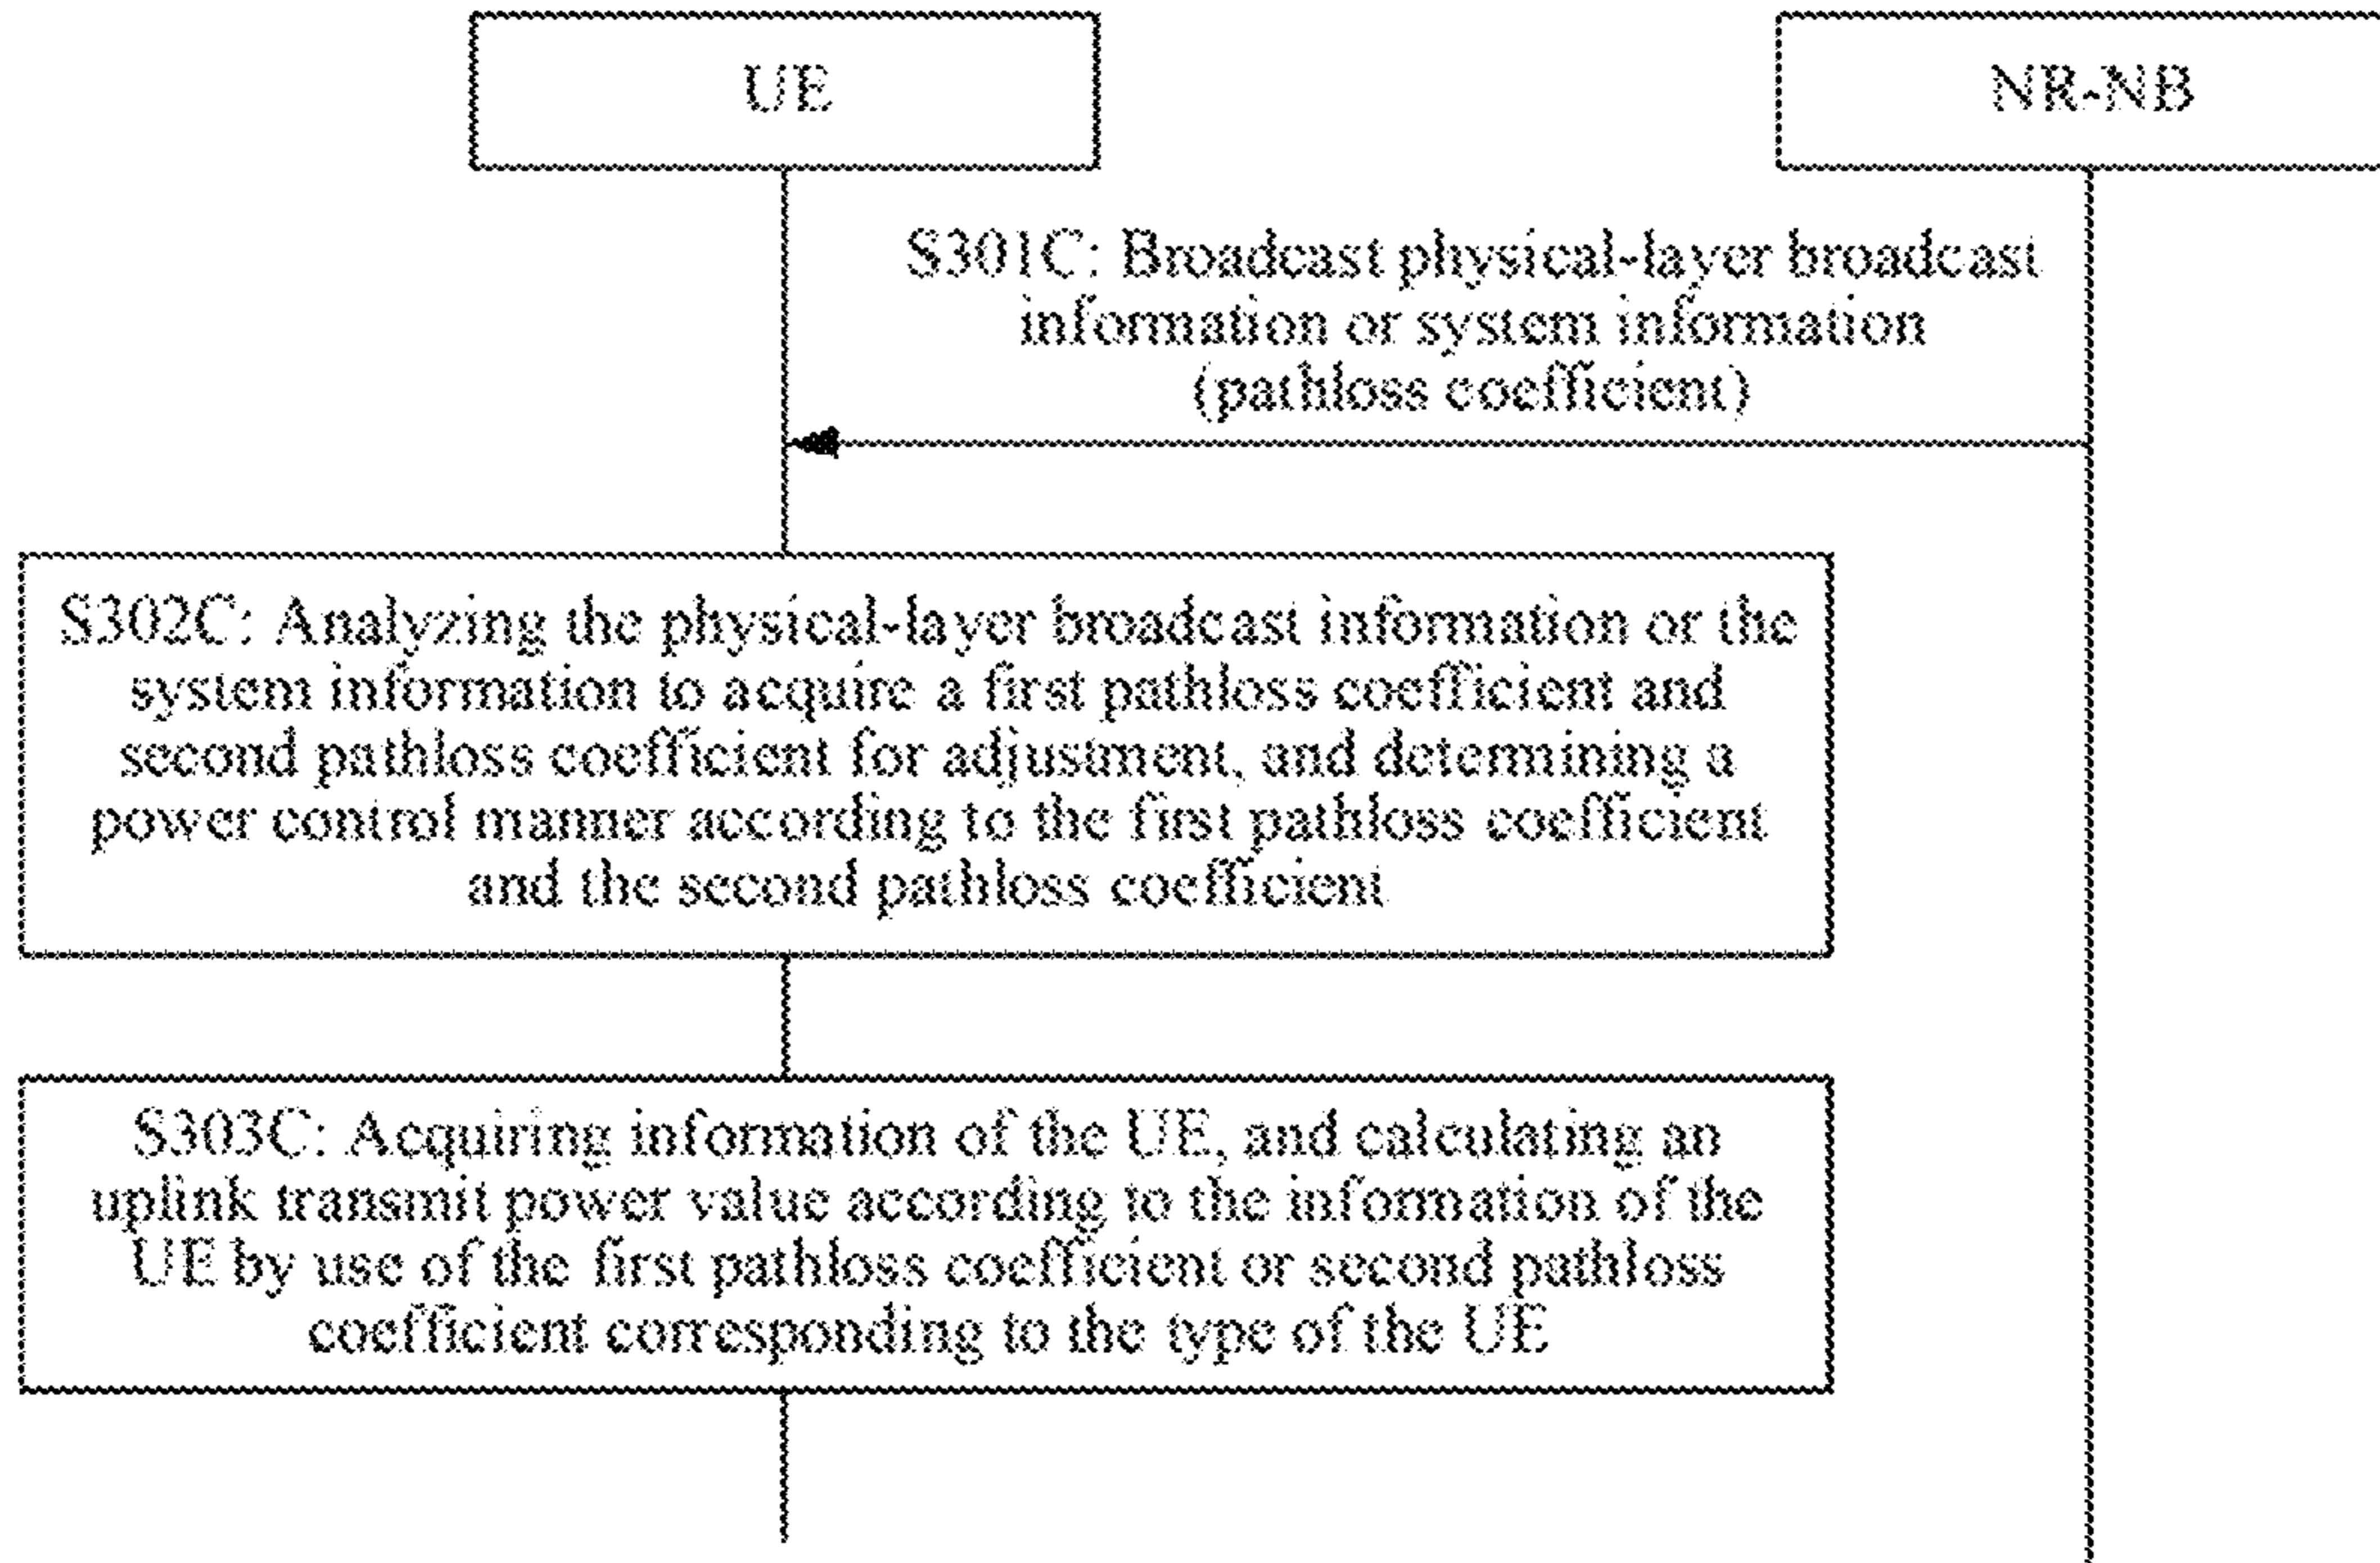 UE
NR-NB
S301C: Broadcast physical-layer broadcast
information or system information
(pathloss coefficient)
S302C: Analyzing the physical-layer broadcast information or the
system information to acquire a first pathloss coefficient and
second pathloss coefficient for adjustment, and determining a
power control manner according to the first pathloss coefficient
and the second pathloss coefficient
S303C: Acquiring information of the UE, and calculating an
uplink transmit power value according to the information of the
UE by use of the first pathloss coefficient or second pathloss
coefficient corresponding to the type of the UE